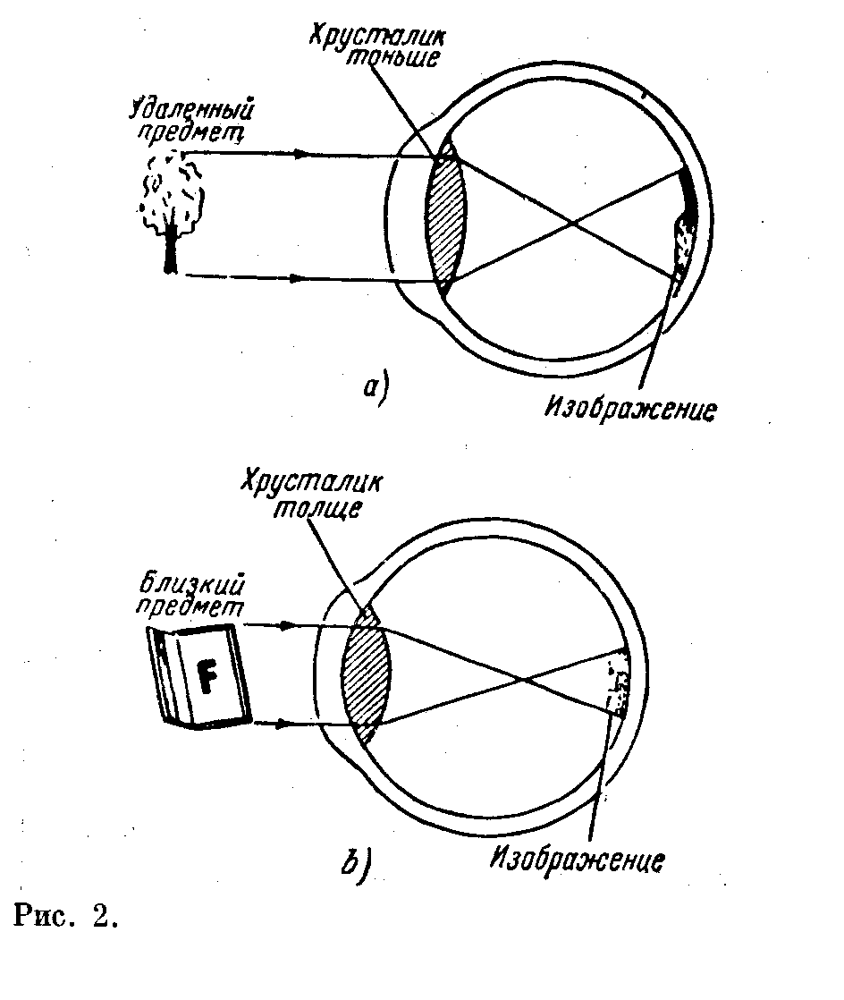 Хрусталик
тоньше
Удаленный
предмет
а)
Изображение
Хрусталик
толще
Близкий
предмет
F
b)
Изображение
Рис. 2.